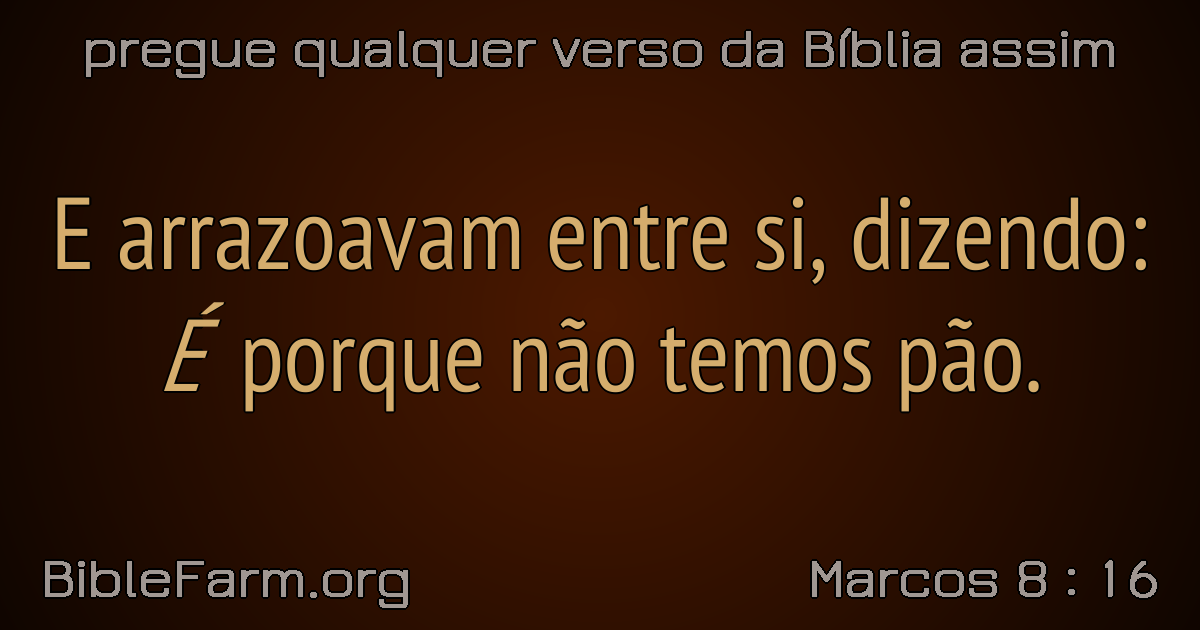 pregue qualquer verso da Bíblia assim
E arrazoavam entre si, dizendo:
É porque não temos pão.
BibleFarm.org
Marcos 8 : 16